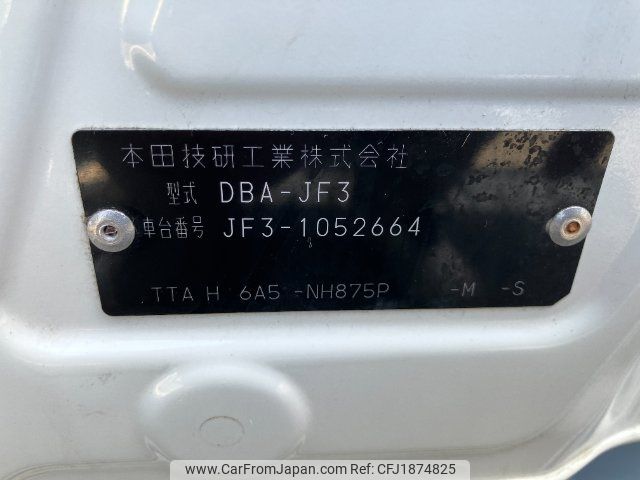 本田技研工業株式会社
型式 DBA-JF3
車台番号 JF3-1052664
TTA H 6A5 -NH875P -M -S
www.CarFromJapan.com | REF No: CFJ1874825